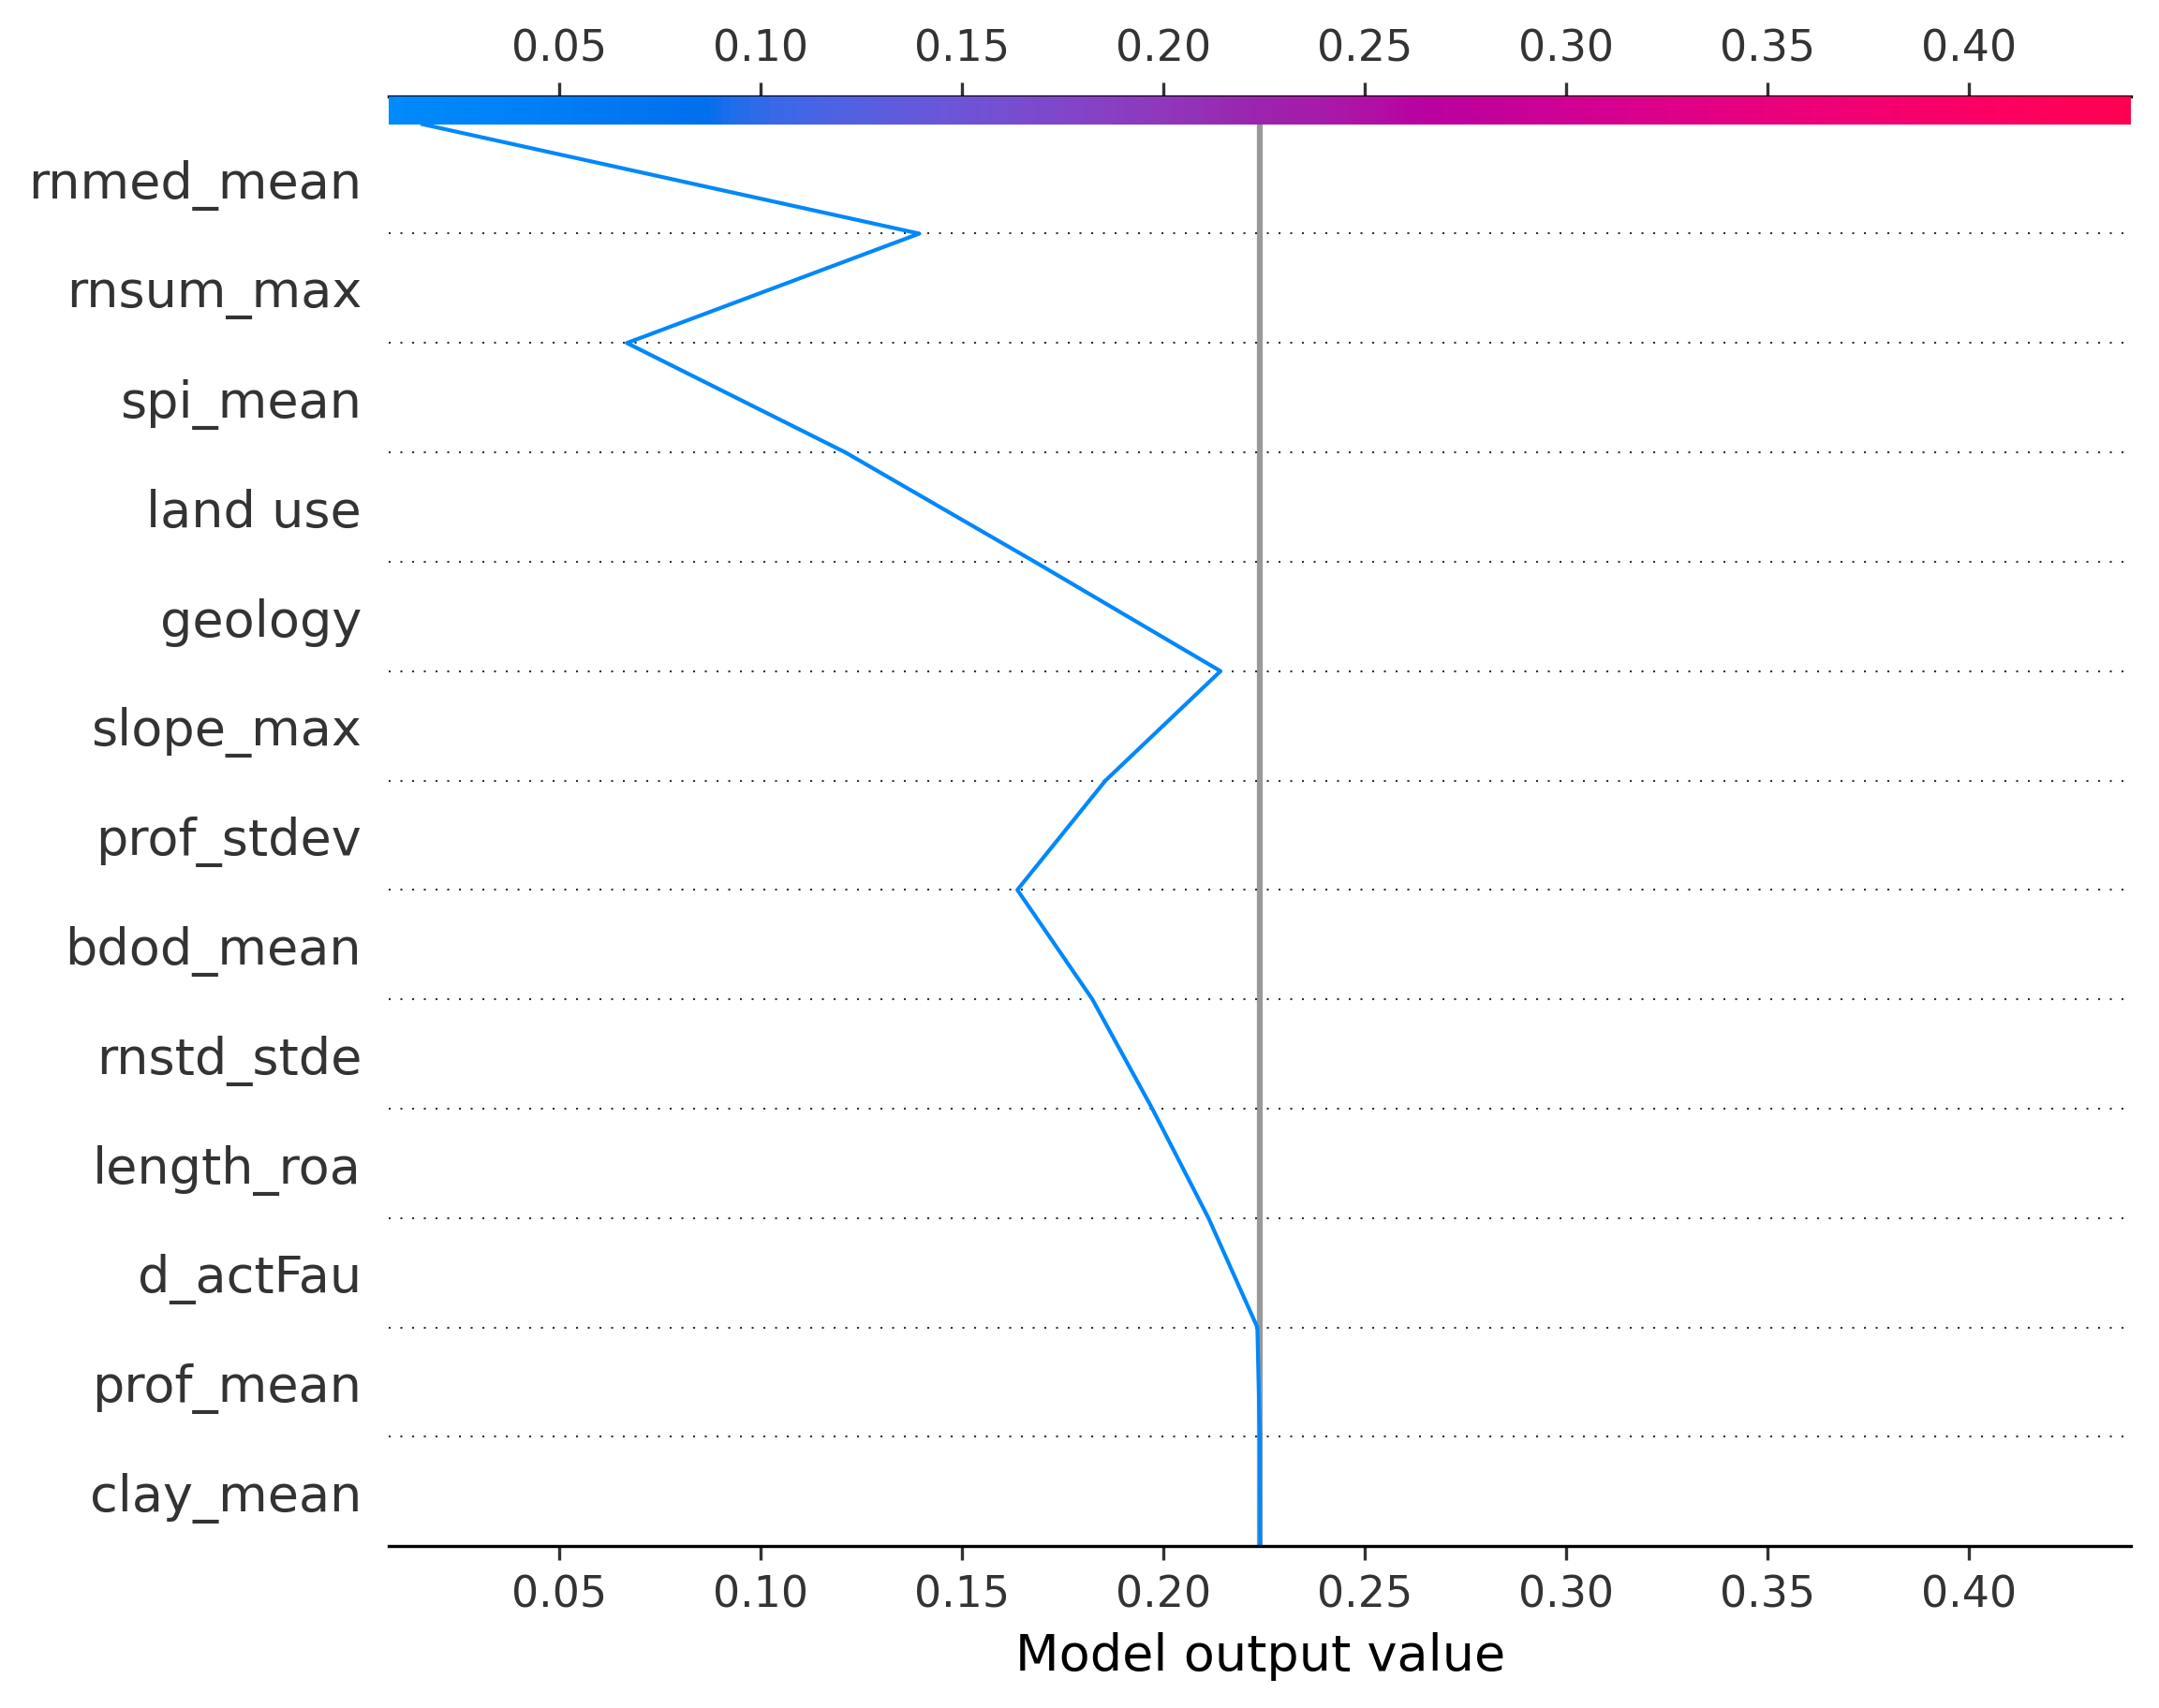 0.05 0.10 0.15 0.20 0.25 0.30 0.35 0.40
rnmed_mean
rnsum_max
spi_mean
land use
geology
slope_max
prof_stdev
bdod_mean
rnstd_stde
length_roa
d_actFau
prof_mean
clay_mean
0.05 0.10 0.15 0.20 0.25 0.30 0.35 0.40
Model output value